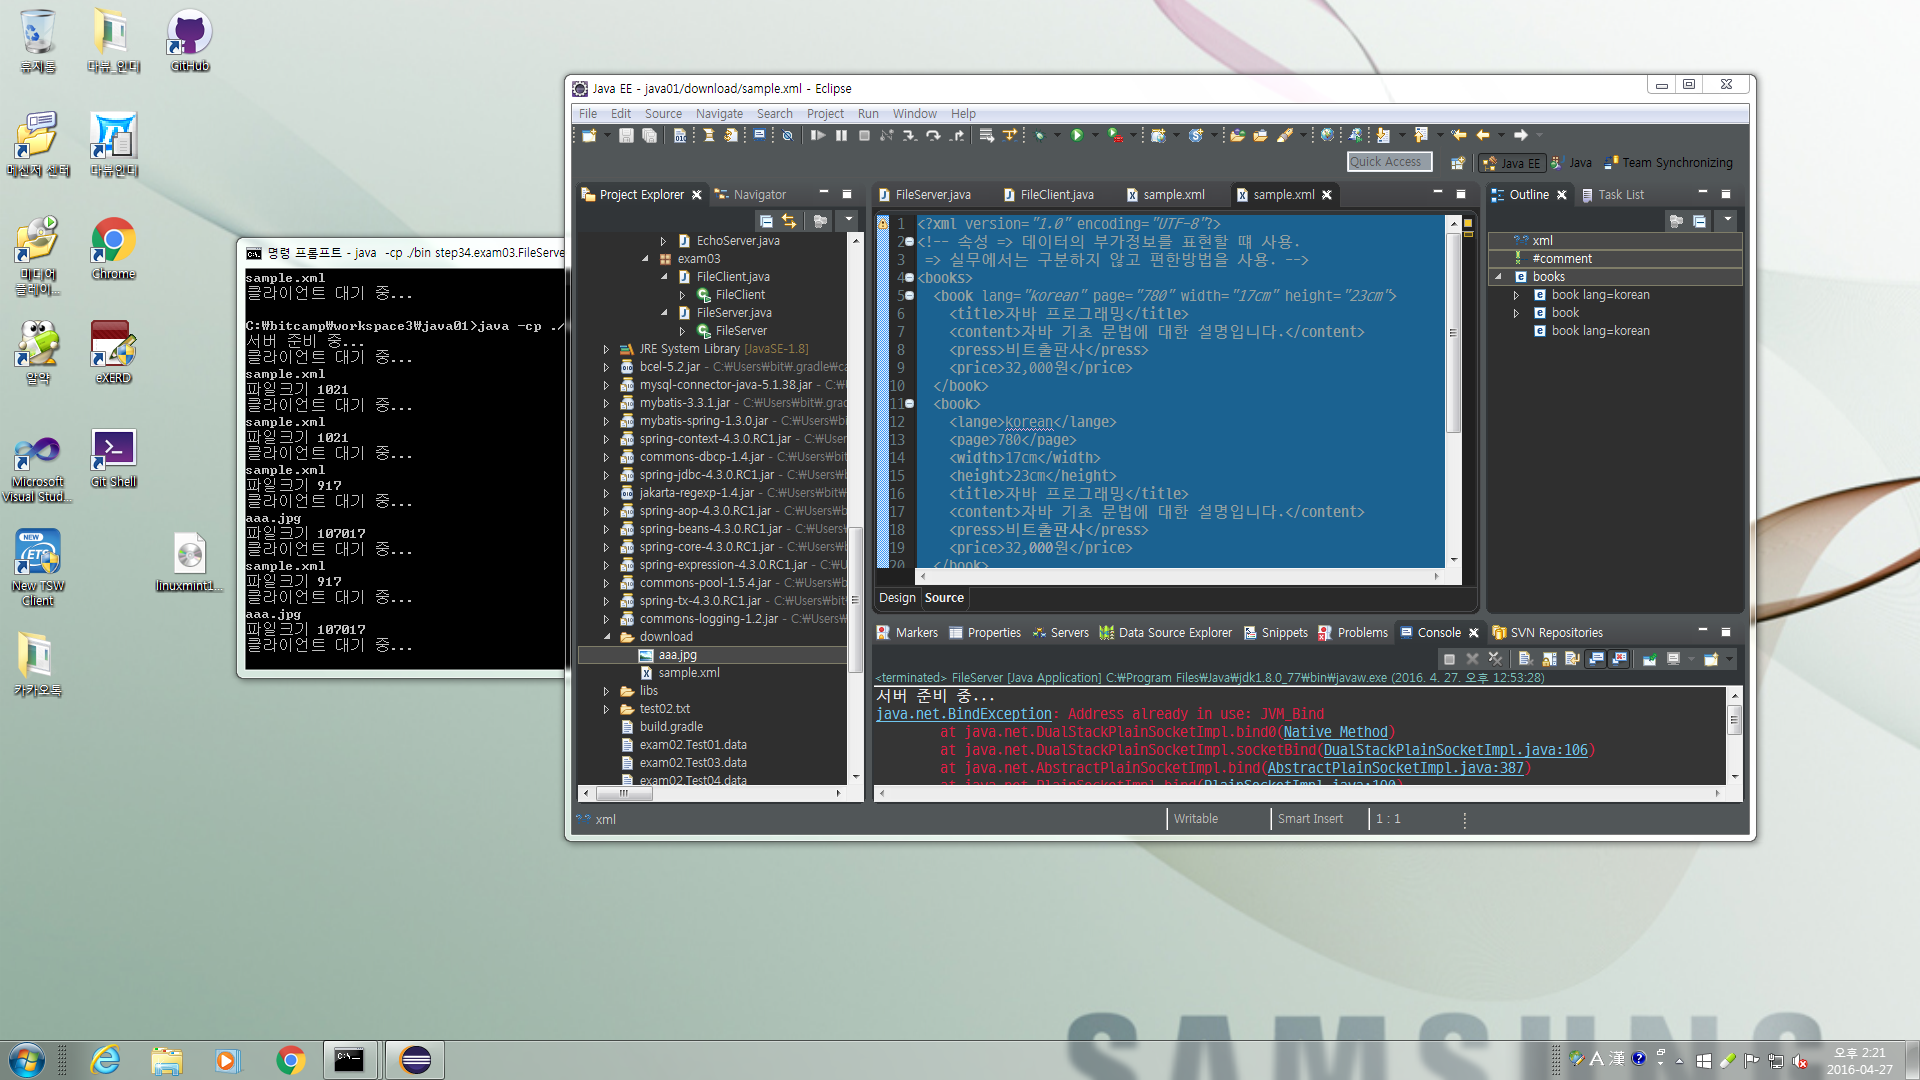 휴지통
다뷰_인디
GitHub
메신저 센터
다뷰인디
미디어
플레이...
Chrome
알약
eXERD
Microsoft
Visual Stud...
Git Shell
New TSW
Client
linuxmint1...
카카오톡
명령 프롬프트 - java  -cp ./bin step34.exam03.FileServe
sample.xml
클라이언트 대기 중...
C:\bitcamp\workspace3\java01>java -cp ./
서버 준비 중...
클라이언트 대기 중...
sample.xml
파일크기 1021
클라이언트 대기 중...
sample.xml
파일크기 1021
클라이언트 대기 중...
sample.xml
파일크기 917
클라이언트 대기 중...
aaa.jpg
파일크기 107017
클라이언트 대기 중...
sample.xml
파일크기 917
클라이언트 대기 중...
aaa.jpg
파일크기 107017
클라이언트 대기 중...
Java EE - java01/download/sample.xml - Eclipse
File Edit Source Navigate Search Project Run Window Help
Quick Access Java EE Java Team Synchronizing
Project Explorer Navigator
EchoServer.java
exam03
FileClient.java
FileClient
FileServer.java
FileServer
JRE System Library [JavaSE-1.8]
bcel-5.2.jar - C:\Users\bit\.gradle\ca
mysql-connector-java-5.1.38.jar - C:\
mybatis-3.3.1.jar - C:\Users\bit\.grac
mybatis-spring-1.3.0.jar - C:\Users\b
spring-context-4.3.0.RC1.jar - C:\User
commons-dbcp-1.4.jar - C:\Users\bi
spring-jdbc-4.3.0.RC1.jar - C:\Users\b
jakarta-regexp-1.4.jar - C:\Users\bit\
spring-aop-4.3.0.RC1.jar - C:\Users\b
spring-beans-4.3.0.RC1.jar - C:\Users
spring-core-4.3.0.RC1.jar - C:\Users\b
spring-expression-4.3.0.RC1.jar - C:\U
commons-pool-1.5.4.jar - C:\Users\b
spring-tx-4.3.0.RC1.jar - C:\Users\bit
commons-logging-1.2.jar - C:\Users\
download
aaa.jpg
sample.xml
libs
test02.txt
build.gradle
exam02.Test01.data
exam02.Test03.data
exam02.Test04.data
FileServer.java FileClient.java sample.xml sample.xml
1 <?xml version="1.0" encoding="UTF-8"?>
2 <!-- 속성 => 데이터의 부가정보를 표현할 떄 사용.
3 => 실무에서는 구분하지 않고 편한방법을 사용. -->
4 <books>
5 <book lang="korean" page="780" width="17cm" height="23cm">
6 <title>자바 프로그래밍</title>
7 <content>자바 기초 문법에 대한 설명입니다.</content>
8 <press>비트출판사</press>
9 <price>32,000원</price>
10 </book>
11 <book>
12 <lange>korean</lange>
13 <page>780</page>
14 <width>17cm</width>
15 <height>23cm</height>
16 <title>자바 프로그래밍</title>
17 <content>자바 기초 문법에 대한 설명입니다.</content>
18 <press>비트출판사</press>
19 <price>32,000원</price>
20 </book>
Design Source
Outline Task List
xml
#comment
books
book lang=korean
book
book lang=korean
Markers Properties Servers Data Source Explorer Snippets Problems Console SVN Repositories
<terminated> FileServer [Java Application] C:\Program Files\Java\jdk1.8.0_77\bin\javaw.exe (2016. 4. 27. 오후 12:53:28)
서버 준비 중...
java.net.BindException: Address already in use: JVM_Bind
at java.net.DualStackPlainSocketImpl.bind0(Native Method)
at java.net.DualStackPlainSocketImpl.socketBind(DualStackPlainSocketImpl.java:106)
at java.net.AbstractPlainSocketImpl.bind(AbstractPlainSocketImpl.java:387)
at java.net.PlainSocketImpl.bind(PlainSocketImpl.java:190)
xml Writable Smart Insert 1 : 1
SAMSUNG
A 漢
오후 2:21
2016-04-27